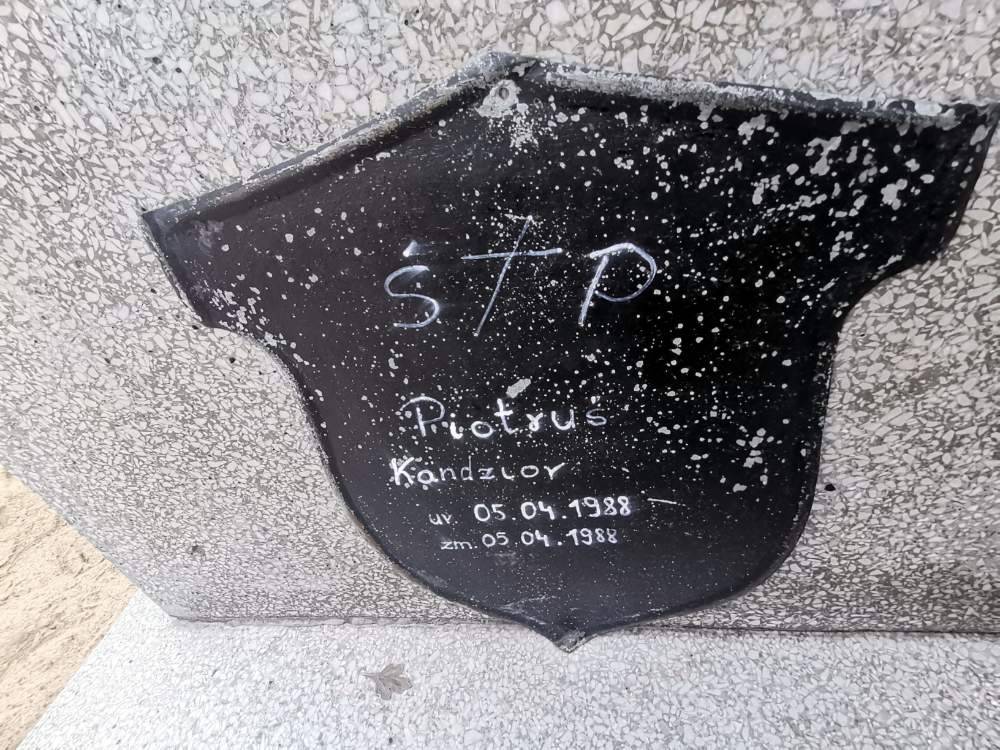 Ś † P
Piotruś
Kandzior
ur. 05.04.1988
zm. 05.04.1988